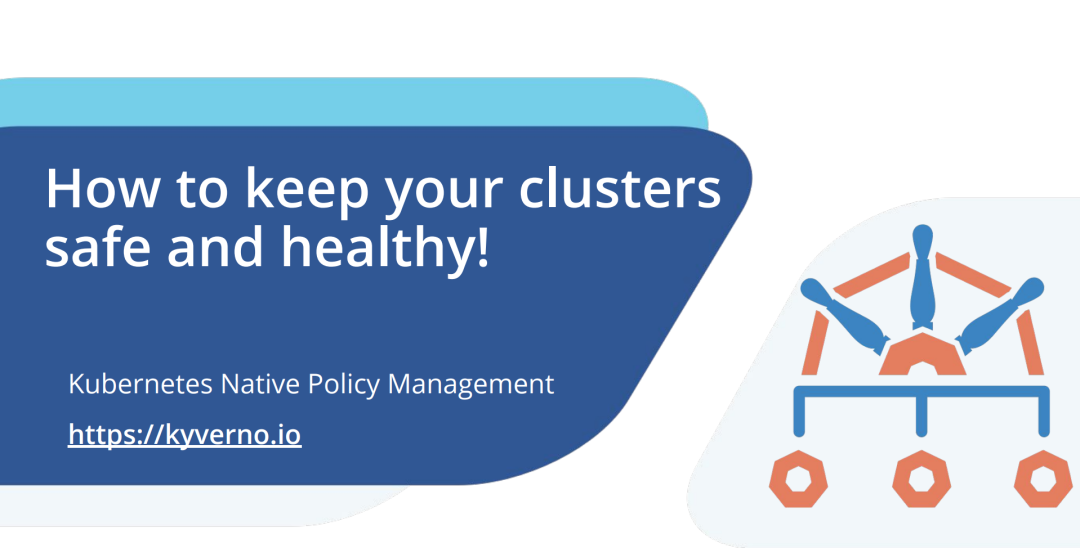 How to keep your clusters
safe and healthy!
Kubernetes Native Policy Management
https://kyverno.io